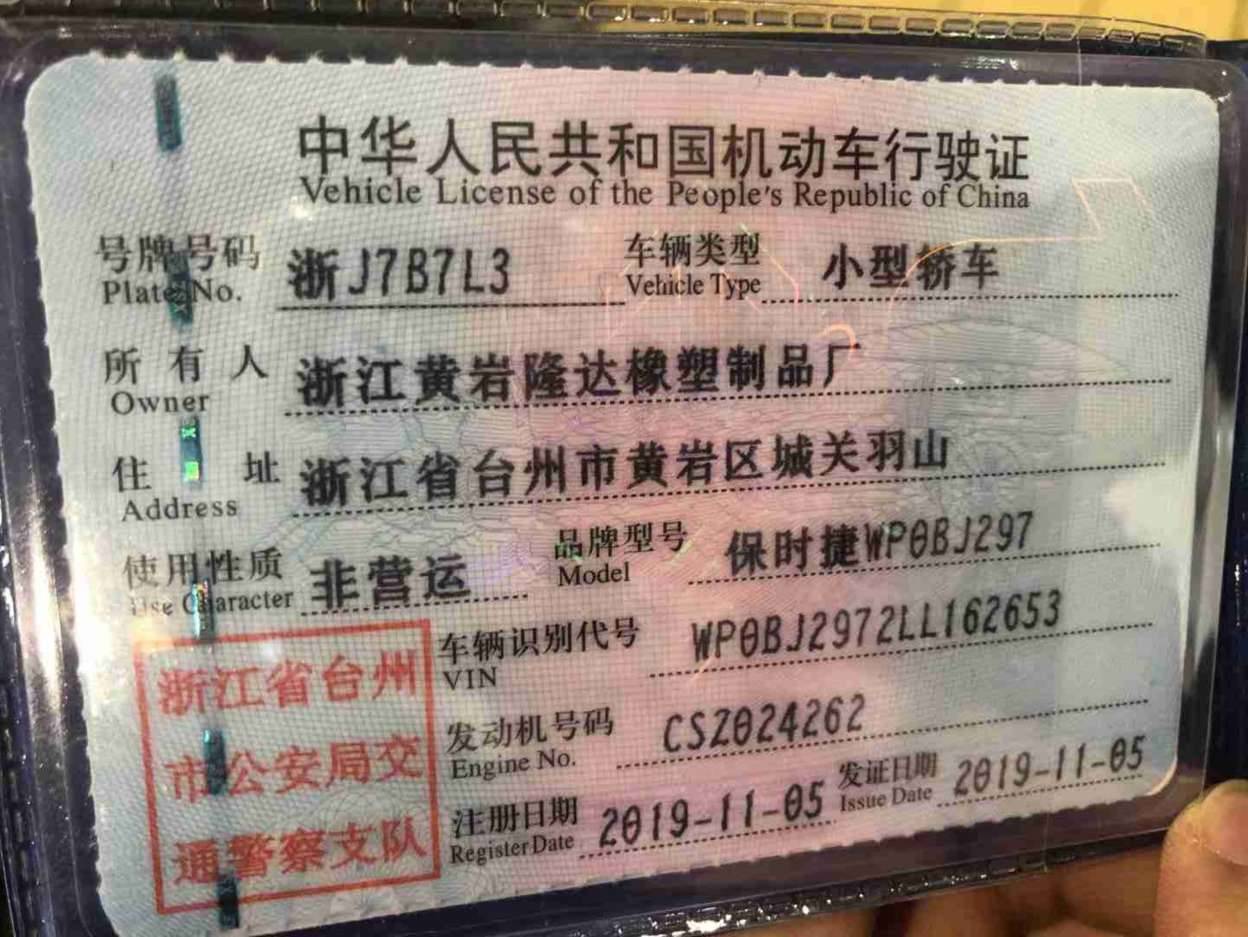 中华人民共和国机动车行驶证
Vehicle License of the People's Republic of China
号牌号码 浙J7B7L3 车辆类型 小型轿车
Plate No. Vehicle Type
所有人 浙江黄岩隆达橡塑制品厂
Owner
住址 浙江省台州市黄岩区城关羽山
Address
使用性质 非营运 品牌型号 保时捷WP0BJ297
Use Character Model
车辆识别代号 WP0BJ2972LL162653
VIN
发动机号码 CSZ024262
Engine No.
注册日期 2019-11-05 发证日期 2019-11-05
Register Date Issue Date
浙江省台州
市公安局交
通警察支队